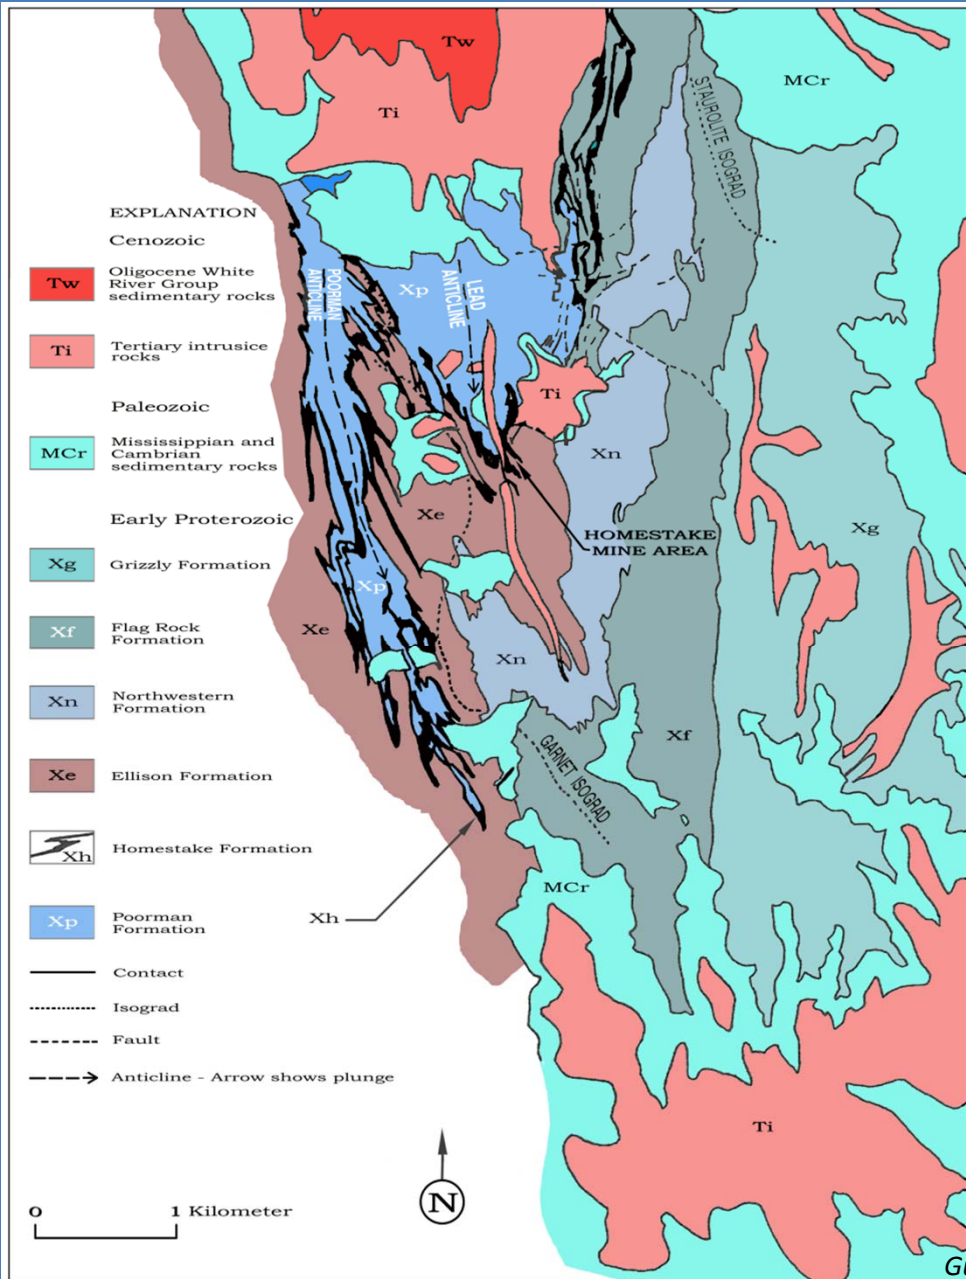 Tw
Ti
MCr
STAUROLITE ISOGRAD
EXPLANATION
Cenozoic
Tw
Oligocene White
River Group
sedimentary rocks
Ti
Tertiary intrusice
rocks
Paleozoic
MCr
Mississippian and
Cambrian
sedimentary rocks
Early Proterozoic
Xg
Grizzly Formation
Xf
Flag Rock
Formation
Xn
Northwestern
Formation
Xe
Ellison Formation
Xh
Homestake Formation
Xp
Poorman
Formation
Contact
Isograd
Fault
Anticline - Arrow shows plunge
POORMAN
ANTICLINE
Xp
LEAD
ANTICLINE
Ti
Xn
Xe
HOMESTAKE
MINE AREA
Xg
Xp
Xe
Xn
Xf
GARNET ISOGRAD
MCr
Xh
Ti
N
0 1 Kilometer